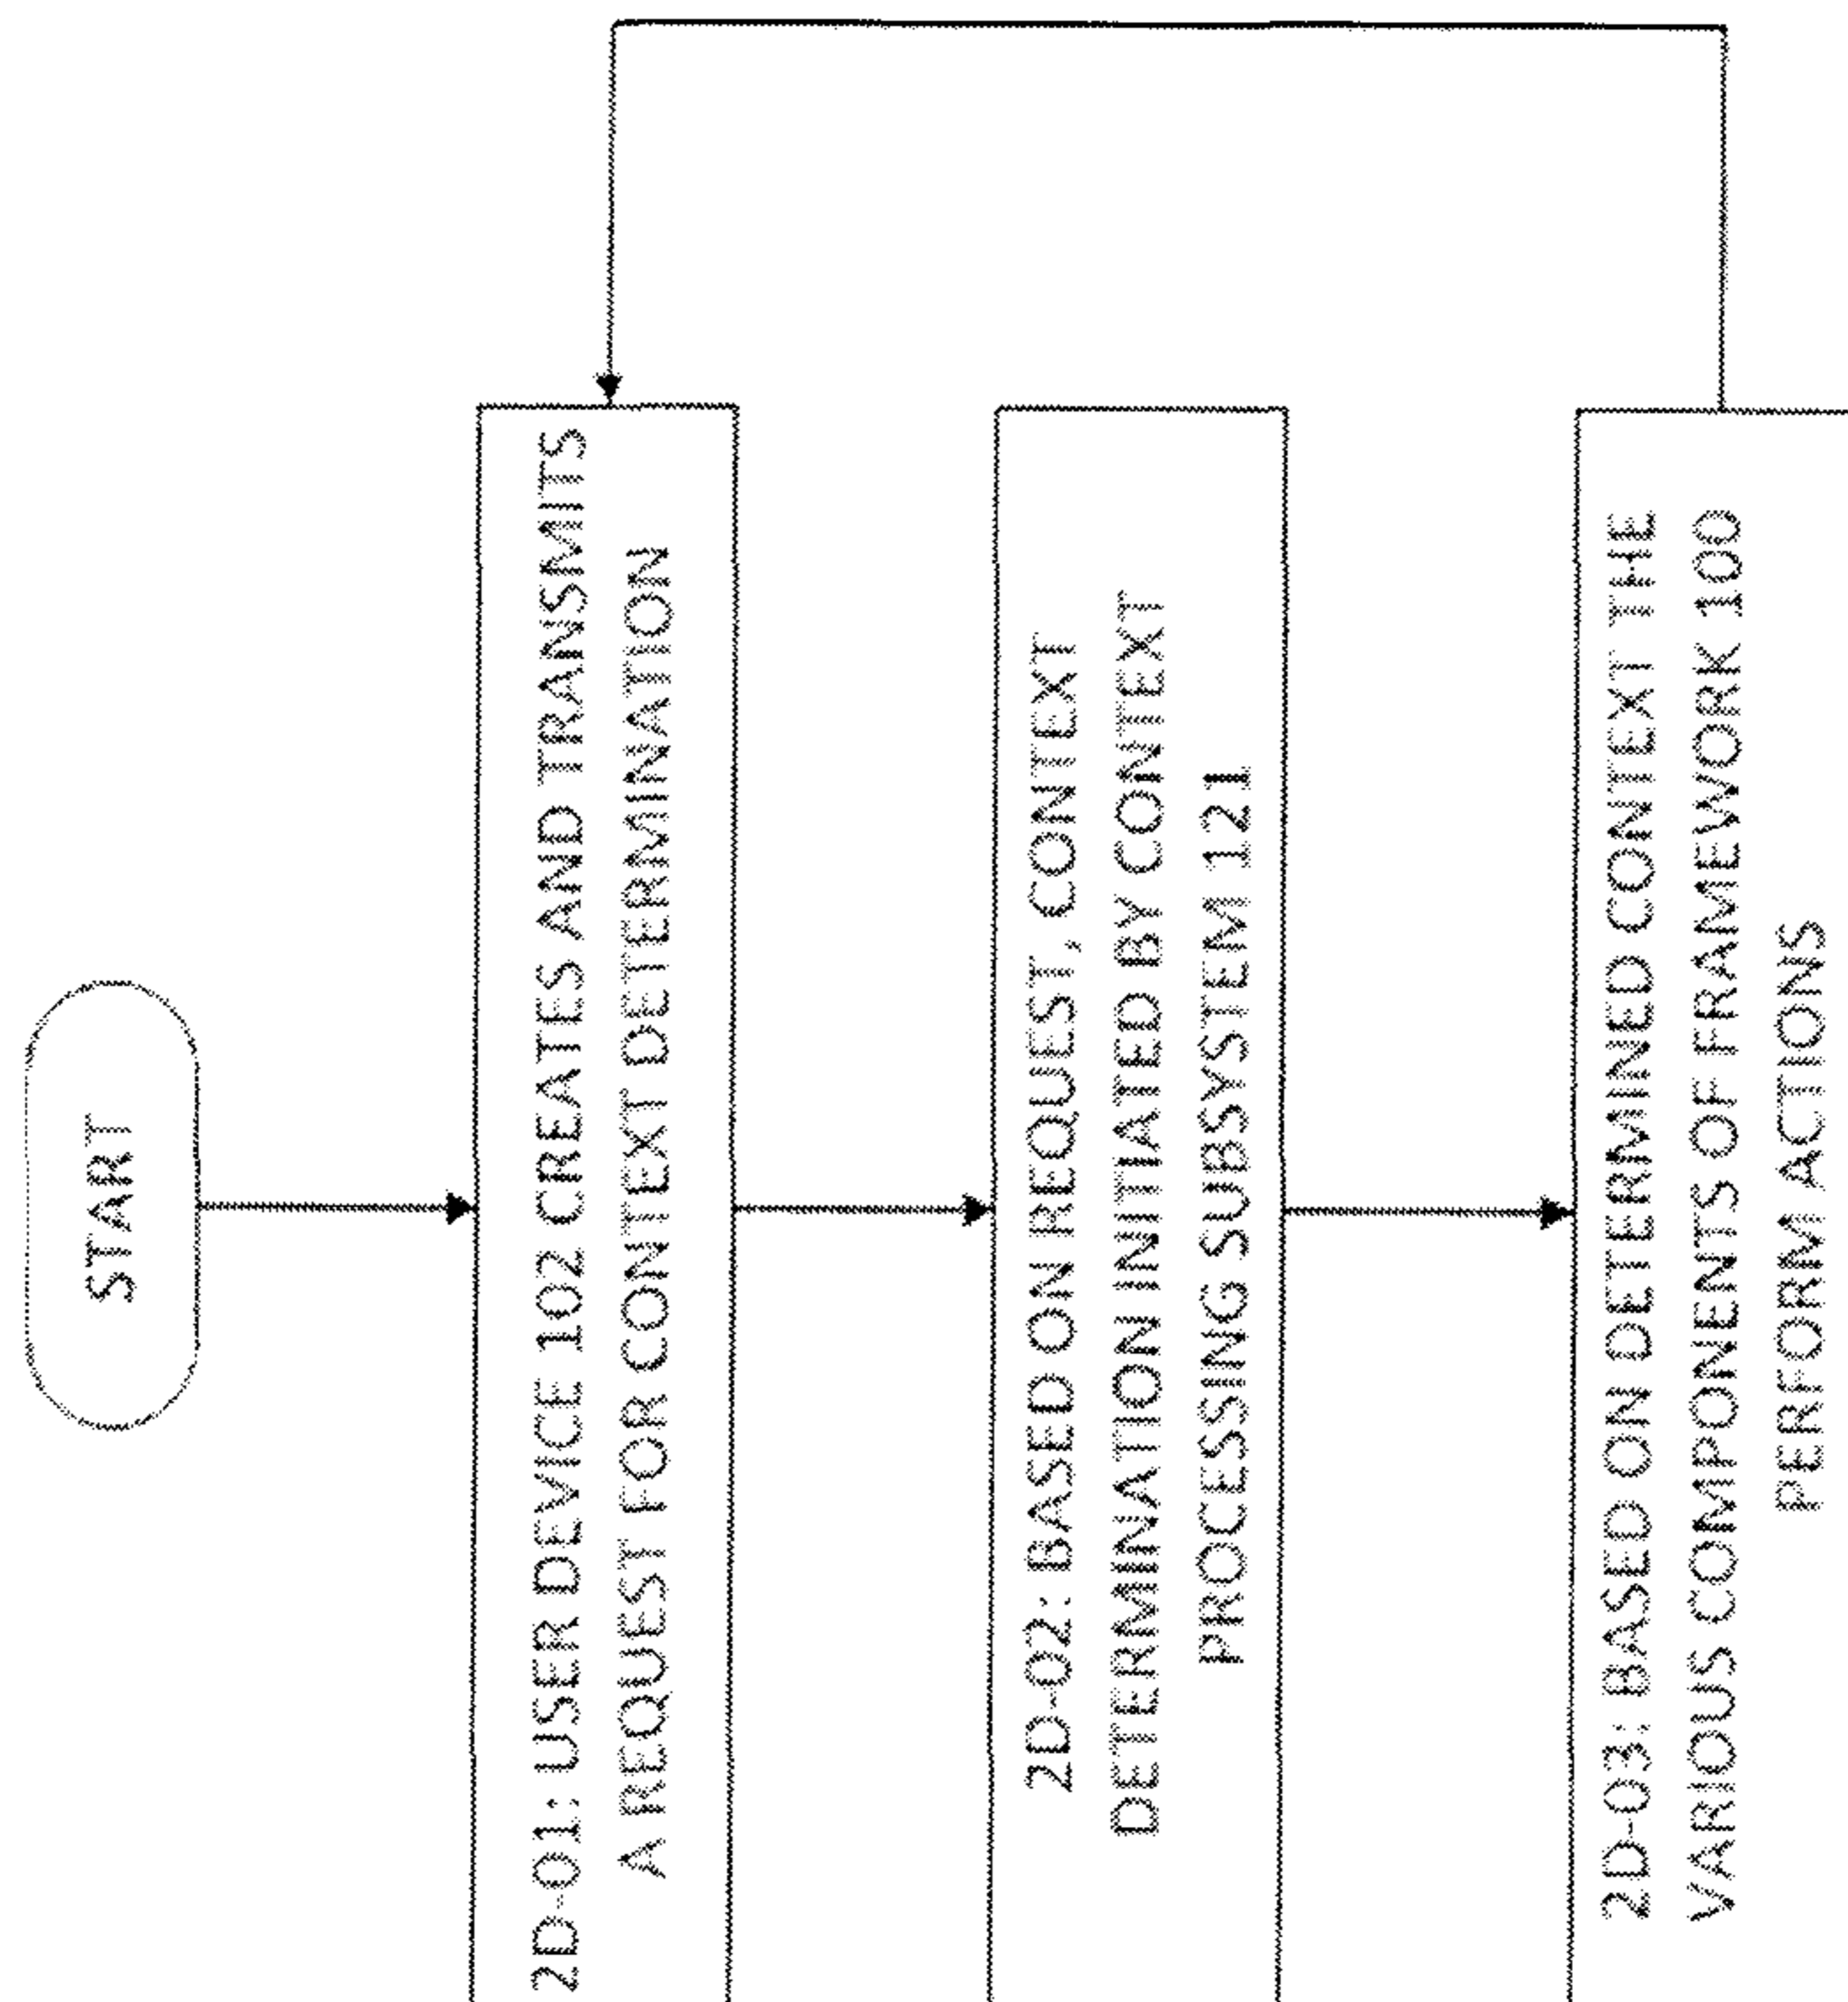 START
2D-01: USER DEVICE 102 CREATES AND TRANSMITS
A REQUEST FOR CONTEXT DETERMINATION
2D-02: BASED ON REQUEST, CONTEXT
DETERMINATION INITIATED BY CONTEXT
PROCESSING SUBSYSTEM 121
2D-03: BASED ON DETERMINED CONTEXT THE
VARIOUS COMPONENTS OF FRAMEWORK 100
PERFORM ACTIONS